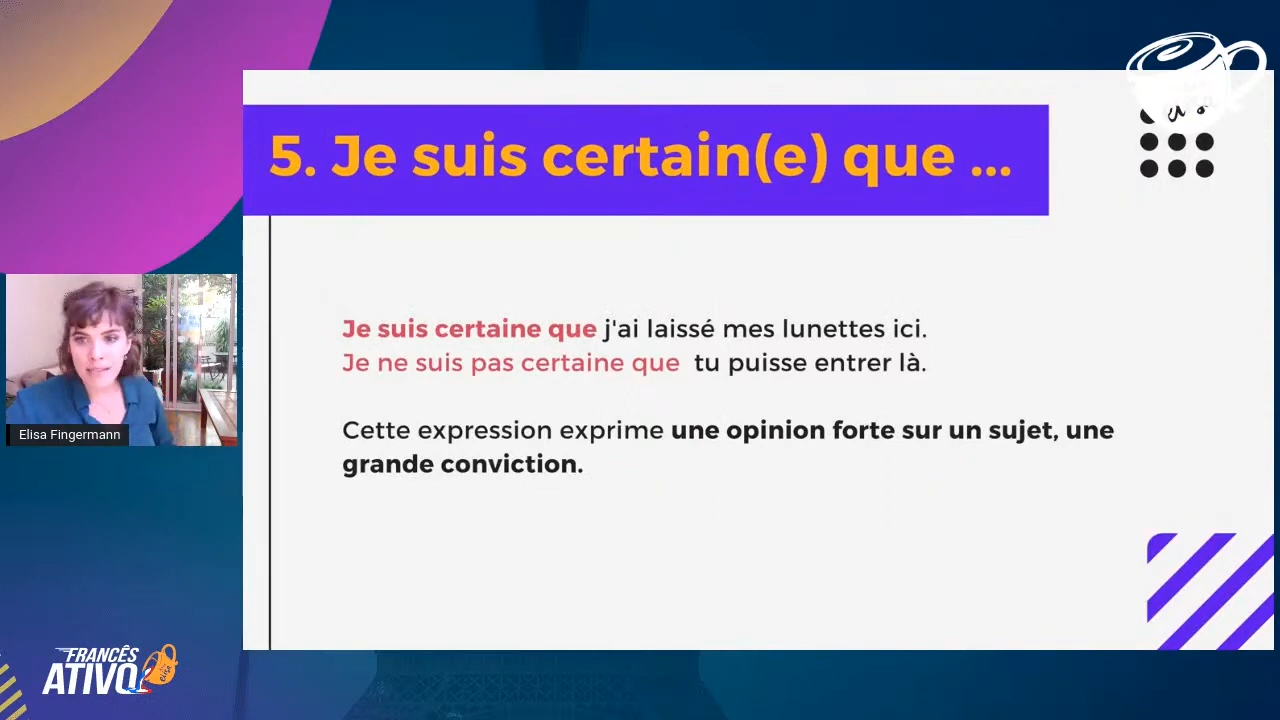 5. Je suis certain(e) que ...
Je suis certaine que j'ai laissé mes lunettes ici.
Je ne suis pas certaine que tu puisse entrer là.
Cette expression exprime une opinion forte sur un sujet, une
grande conviction.
Elisa Fingermann
FRANCÊS
ATIVO